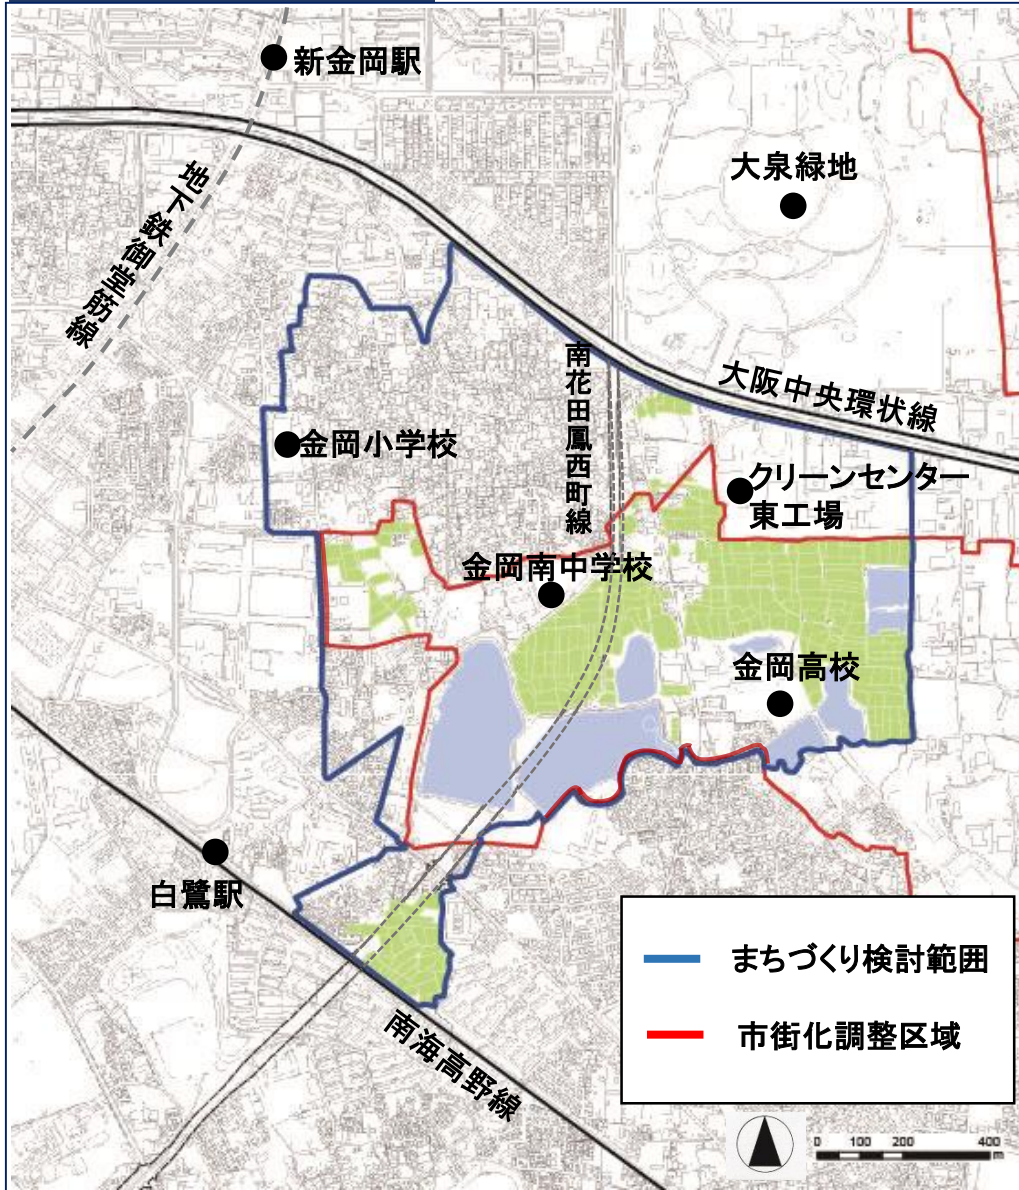 新金岡駅
大泉緑地
地下鉄御堂筋線
南花田鳳西町線
大阪中央環状線
金岡小学校
クリーンセンター
東工場
金岡南中学校
金岡高校
白鷺駅
南海高野線
まちづくり検討範囲
市街化調整区域
0 100 200 400
m